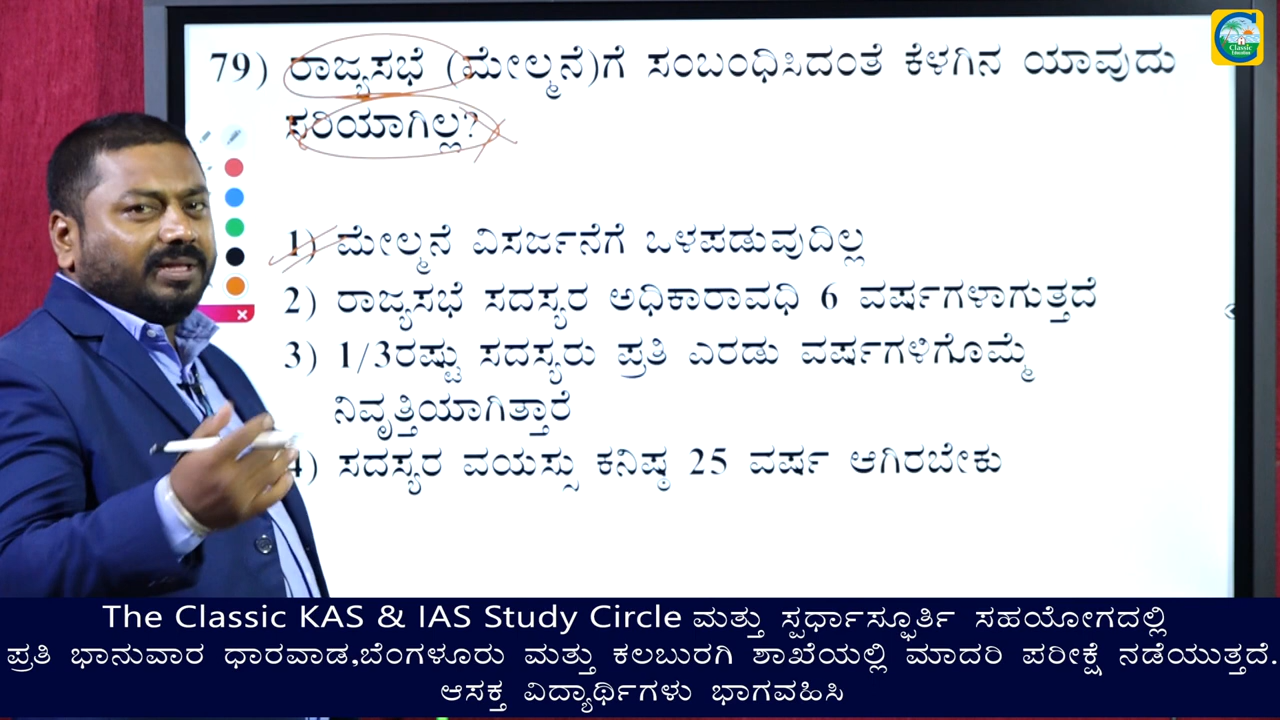 79) ರಾಜ್ಯಸಭೆ (ಮೇಲ್ಮನೆ)ಗೆ ಸಂಬಂಧಿಸಿದಂತೆ ಕೆಳಗಿನ ಯಾವುದು
ಸರಿಯಾಗಿಲ್ಲ?
1) ಮೇಲ್ಮನೆ ವಿಸರ್ಜನೆಗೆ ಒಳಪಡುವುದಿಲ್ಲ
2) ರಾಜ್ಯಸಭೆ ಸದಸ್ಯರ ಅಧಿಕಾರಾವಧಿ 6 ವರ್ಷಗಳಾಗುತ್ತದೆ
3) 1/3ರಷ್ಟು ಸದಸ್ಯರು ಪ್ರತಿ ಎರಡು ವರ್ಷಗಳಿಗೊಮ್ಮೆ
ನಿವೃತ್ತಿಯಾಗಿತ್ತಾರೆ
4) ಸದಸ್ಯರ ವಯಸ್ಸು ಕನಿಷ್ಠ 25 ವರ್ಷ ಆಗಿರಬೇಕು
Classic
Education
The Classic KAS & IAS Study Circle ಮತ್ತು ಸ್ಪರ್ಧಾಸ್ಫೂರ್ತಿ ಸಹಯೋಗದಲ್ಲಿ
ಪ್ರತಿ ಭಾನುವಾರ ಧಾರವಾಡ,ಬೆಂಗಳೂರು ಮತ್ತು ಕಲಬುರಗಿ ಶಾಖೆಯಲ್ಲಿ ಮಾದರಿ ಪರೀಕ್ಷೆ ನಡೆಯುತ್ತದೆ.
ಆಸಕ್ತ ವಿದ್ಯಾರ್ಥಿಗಳು ಭಾಗವಹಿಸಿ